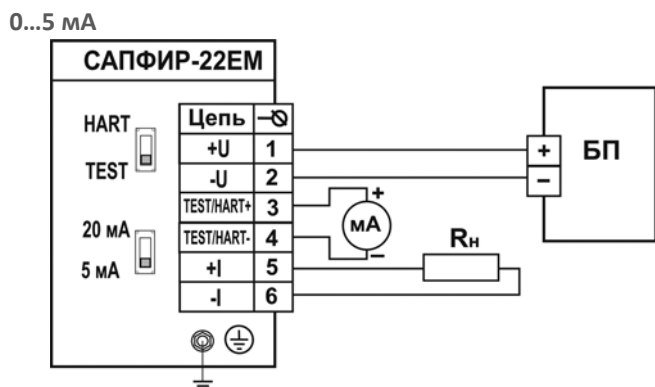 0...5 мА
САПФИР-22ЕМ
HART
TEST
20 мА
5 мА
Цепь
+U 1
-U 2
TEST/HART+ 3
TEST/HART- 4
+I 5
-I 6
+
мА
−
Rн
+
−
БП